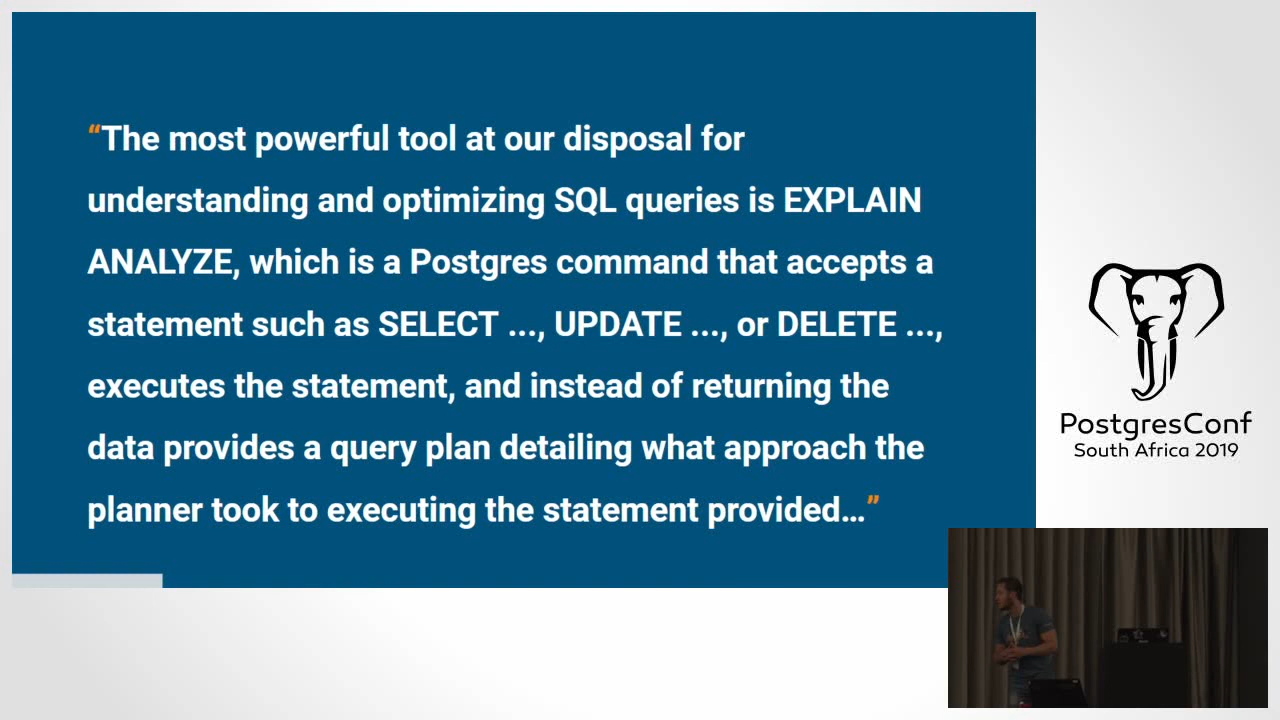 “The most powerful tool at our disposal for
understanding and optimizing SQL queries is EXPLAIN
ANALYZE, which is a Postgres command that accepts a
statement such as SELECT ..., UPDATE ..., or DELETE ...,
executes the statement, and instead of returning the
data provides a query plan detailing what approach the
planner took to executing the statement provided…”
PostgresConf
South Africa 2019